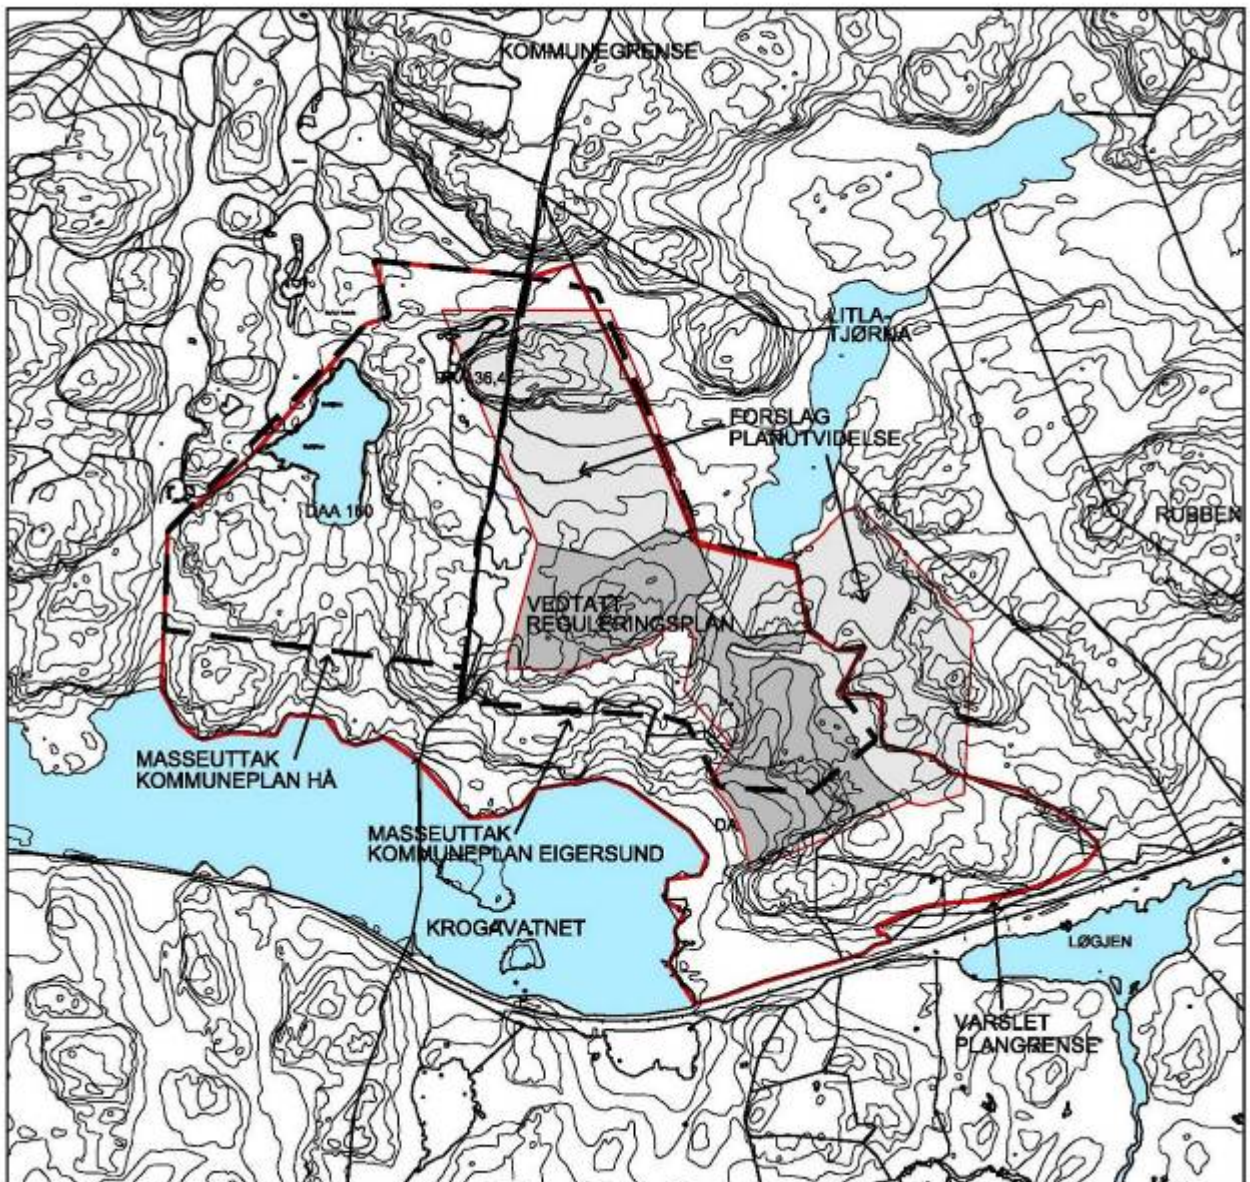 KOMMUNEGRENSE
LITLA-
TJØRNA
FORSLAG
PLANUTVIDELSE
DAA 160
RUBBEN
VEDTATT
REGULERINGSPLAN
MASSEUTTAK
KOMMUNEPLAN HÅ
MASSEUTTAK
KOMMUNEPLAN EIGERSUND
DA
KROGAVATNET
LØGJEN
VARSLET
PLANGRENSE